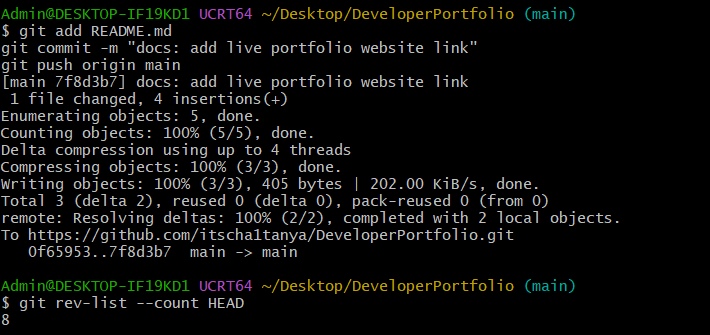 Admin@DESKTOP-IF19KD1 UCRT64 ~/Desktop/DeveloperPortfolio (main)
$ git add README.md
git commit -m "docs: add live portfolio website link"
git push origin main
[main 7f8d3b7] docs: add live portfolio website link
 1 file changed, 4 insertions(+)
Enumerating objects: 5, done.
Counting objects: 100% (5/5), done.
Delta compression using up to 4 threads
Compressing objects: 100% (3/3), done.
Writing objects: 100% (3/3), 405 bytes | 202.00 KiB/s, done.
Total 3 (delta 2), reused 0 (delta 0), pack-reused 0 (from 0)
remote: Resolving deltas: 100% (2/2), completed with 2 local objects.
To https://github.com/itscha1tanya/DeveloperPortfolio.git
   0f65953..7f8d3b7  main -> main
Admin@DESKTOP-IF19KD1 UCRT64 ~/Desktop/DeveloperPortfolio (main)
$ git rev-list --count HEAD
8